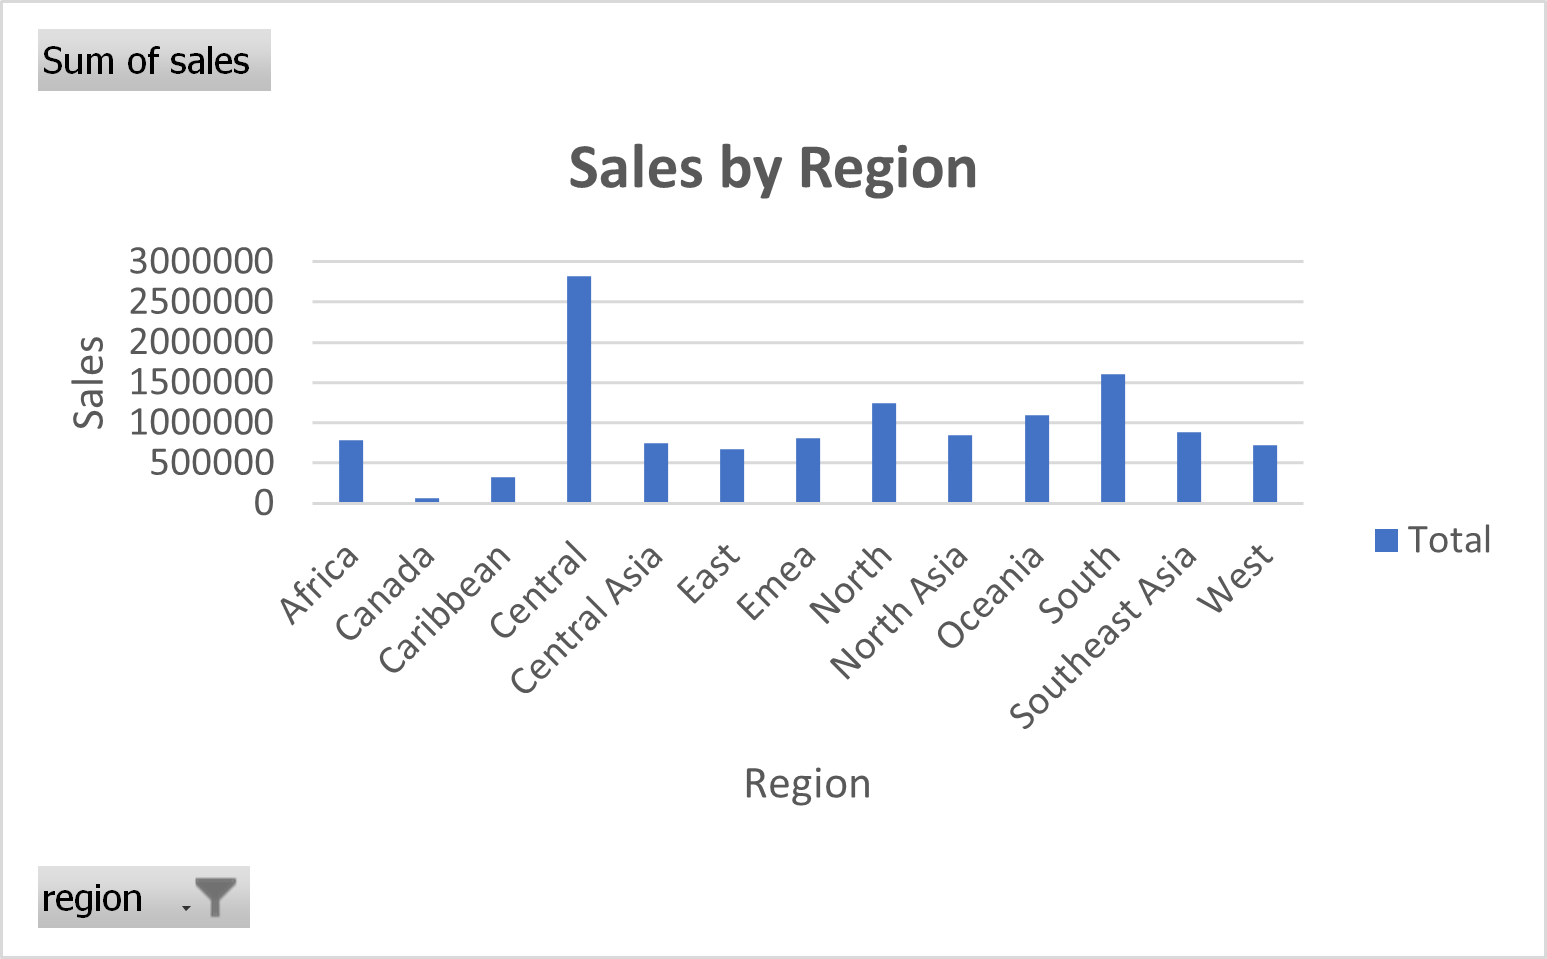 Sum of sales
Sales by Region
3000000
2500000
2000000
1500000
1000000
500000
0
Sales
Africa
Canada
Caribbean
Central
Central Asia
East
Emea
North
North Asia
Oceania
South
Southeast Asia
West
Total
Region
region